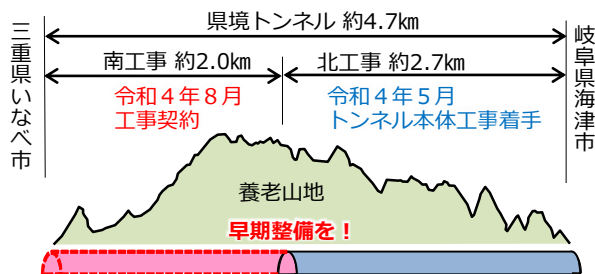 県境トンネル 約4.7㎞
三重県いなべ市
南工事 約2.0㎞
北工事 約2.7㎞
岐阜県海津市
令和４年８月
工事契約
令和４年５月
トンネル本体工事着手
養老山地
早期整備を！